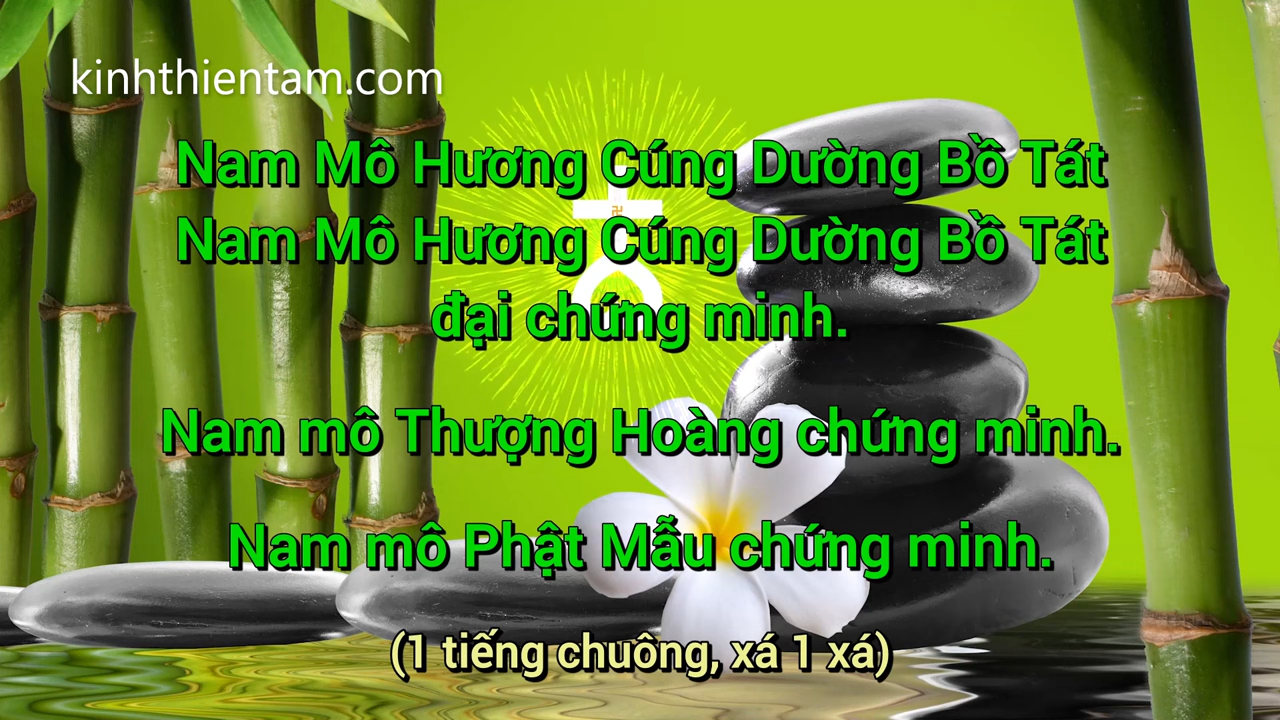 kinhthientam.com
Nam Mô Hương Cúng Dường Bồ Tát
Nam Mô Hương Cúng Dường Bồ Tát
đại chứng minh.
Nam mô Thượng Hoàng chứng minh.
Nam mô Phật Mẫu chứng minh.
(1 tiếng chuông, xá 1 xá)